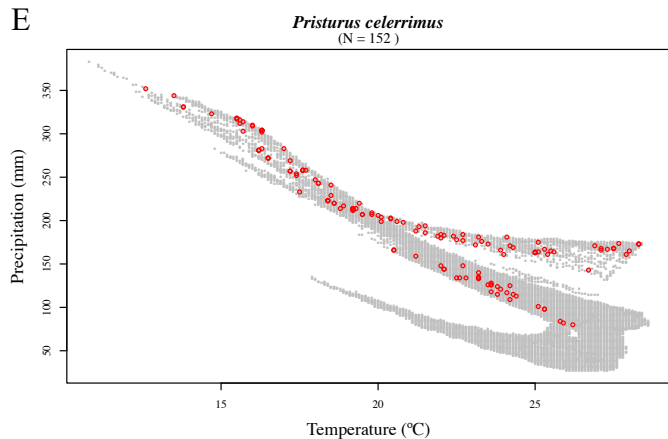 E
Pristurus celerrimus
(N = 152 )
Precipitation (mm)
350
300
250
200
150
100
50
15
20
25
Temperature (ºC)